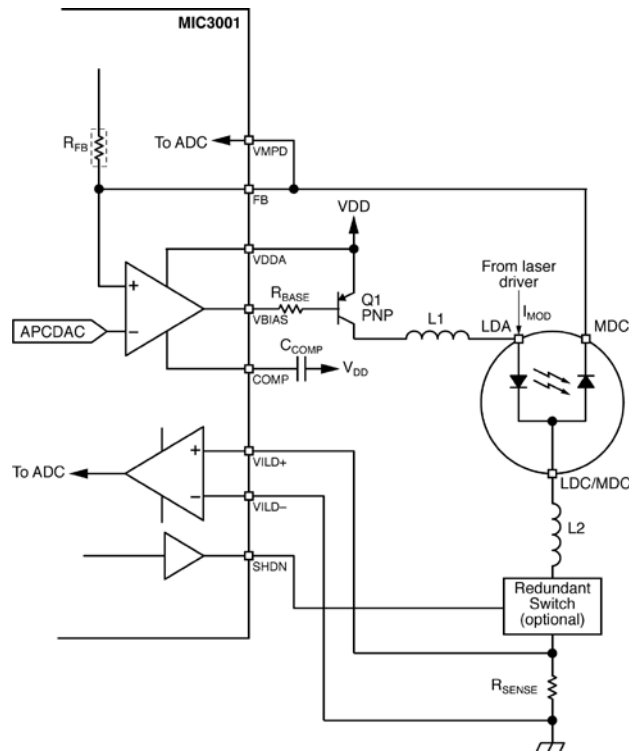 MIC3001
RFB
To ADC
VMPD
FB
VDD
VDDA
From laser
driver
IMOD
RBASE
Q1
PNP
L1
LDA
MDC
+
−
APCDAC
VBIAS
CCOMP
VDD
COMP
To ADC
+
−
VILD+
VILD−
LDC/MDC
L2
SHDN
Redundant
Switch
(optional)
RSENSE